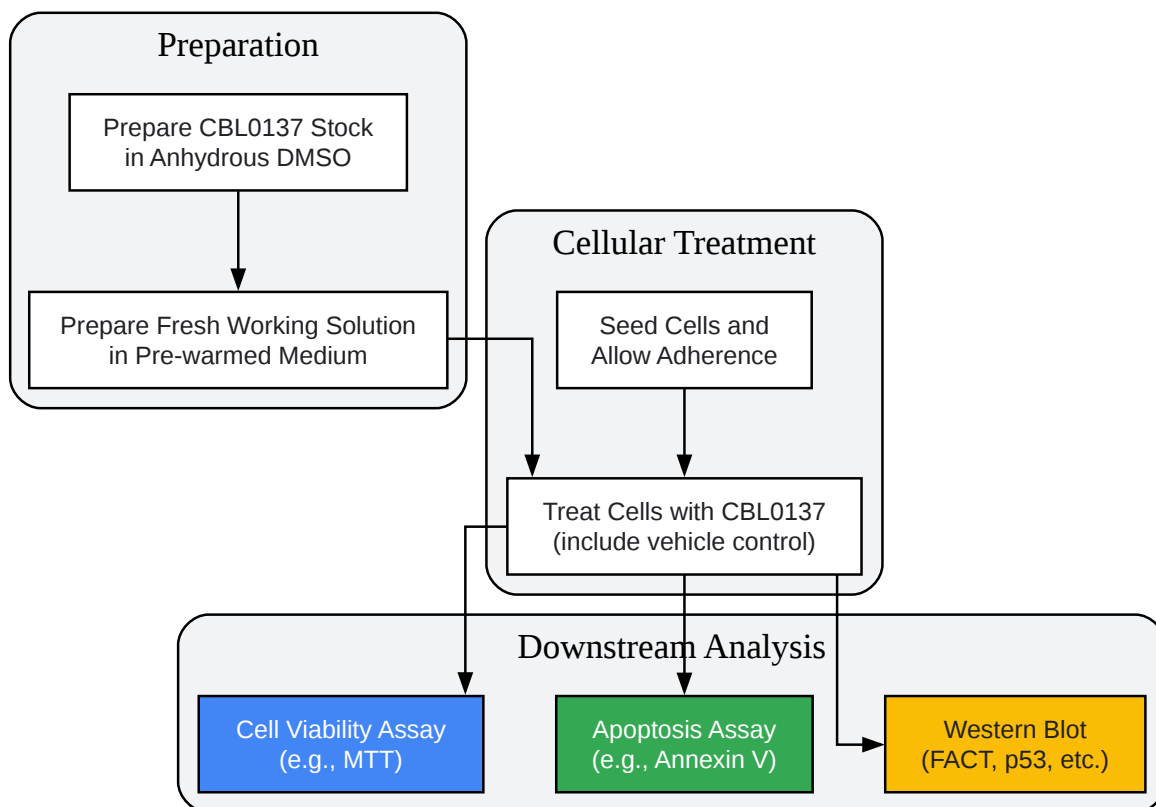 Preparation
Prepare CBL0137 Stock
in Anhydrous DMSO
Prepare Fresh Working Solution
in Pre-warmed Medium
Cellular Treatment
Seed Cells and
Allow Adherence
Treat Cells with CBL0137
(include vehicle control)
Downstream Analysis
Cell Viability Assay
(e.g., MTT)
Apoptosis Assay
(e.g., Annexin V)
Western Blot
(FACT, p53, etc.)